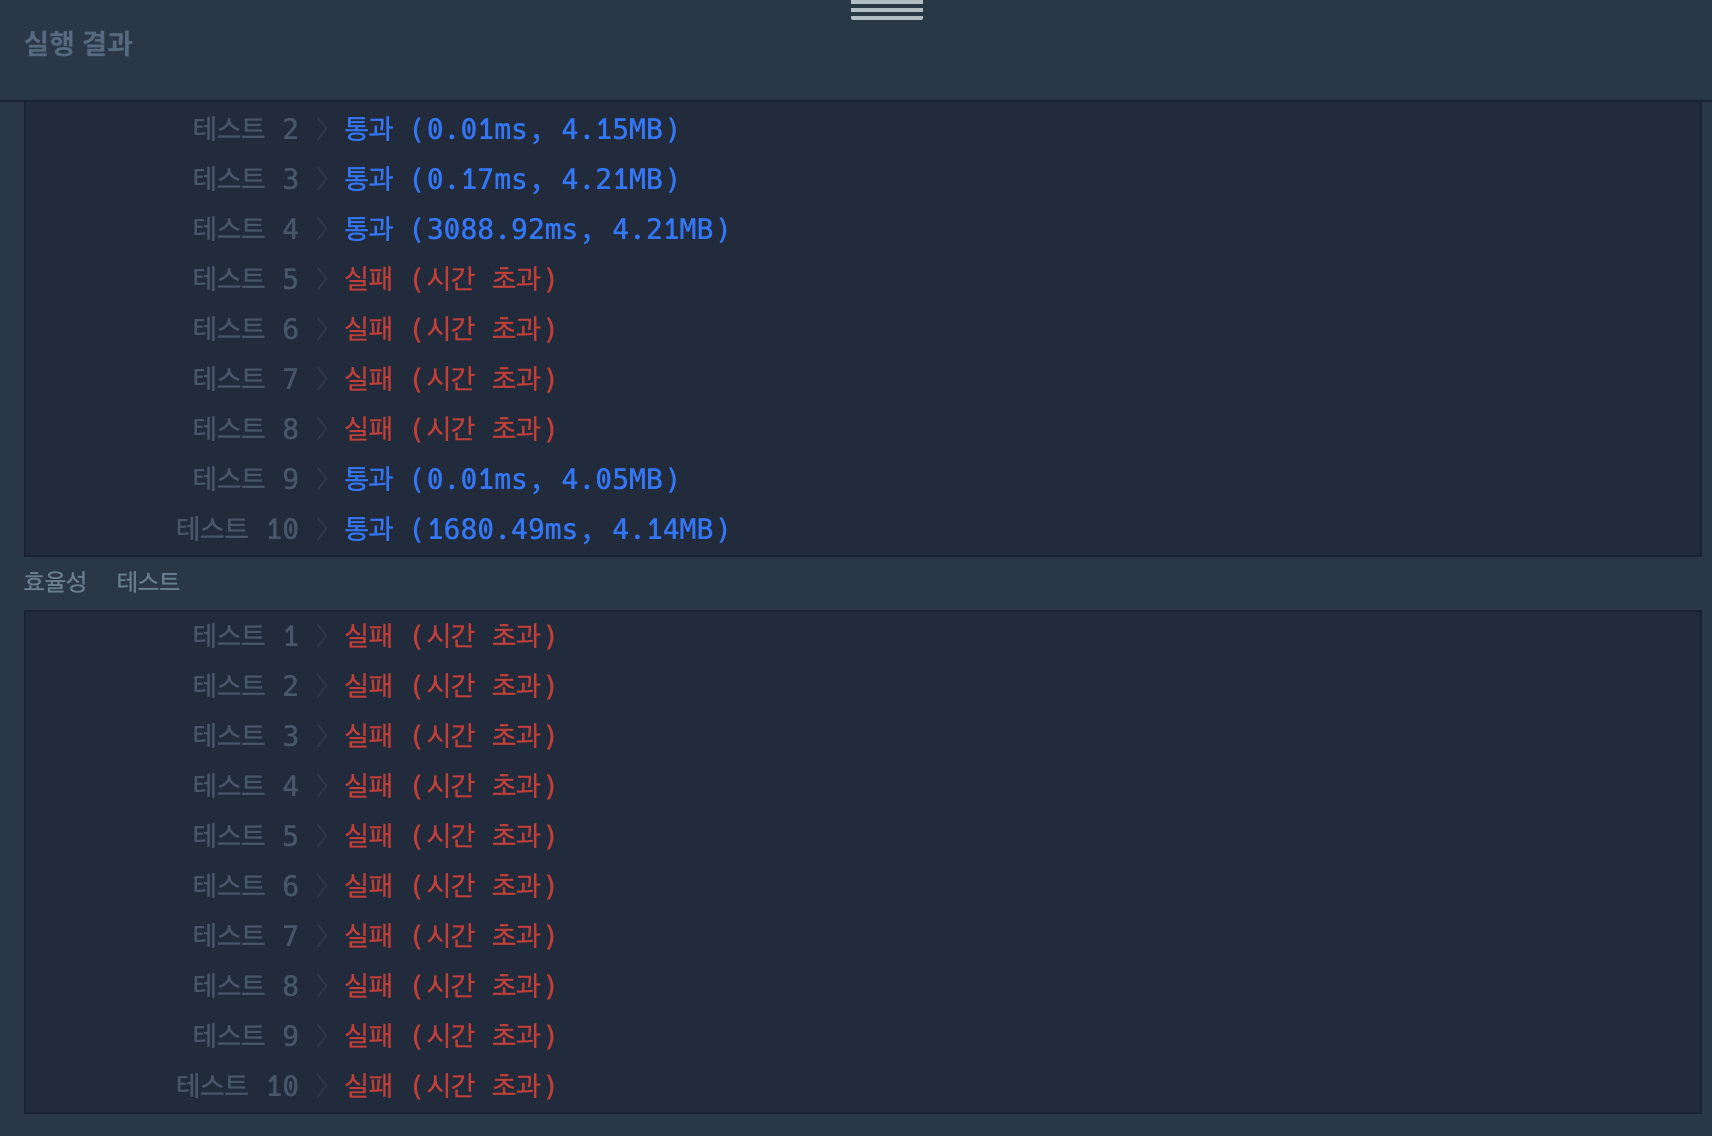 실행 결과
테스트 2 〉 통과 (0.01ms, 4.15MB)
테스트 3 〉 통과 (0.17ms, 4.21MB)
테스트 4 〉 통과 (3088.92ms, 4.21MB)
테스트 5 〉 실패 (시간 초과)
테스트 6 〉 실패 (시간 초과)
테스트 7 〉 실패 (시간 초과)
테스트 8 〉 실패 (시간 초과)
테스트 9 〉 통과 (0.01ms, 4.05MB)
테스트 10 〉 통과 (1680.49ms, 4.14MB)
효율성 테스트
테스트 1 〉 실패 (시간 초과)
테스트 2 〉 실패 (시간 초과)
테스트 3 〉 실패 (시간 초과)
테스트 4 〉 실패 (시간 초과)
테스트 5 〉 실패 (시간 초과)
테스트 6 〉 실패 (시간 초과)
테스트 7 〉 실패 (시간 초과)
테스트 8 〉 실패 (시간 초과)
테스트 9 〉 실패 (시간 초과)
테스트 10 〉 실패 (시간 초과)